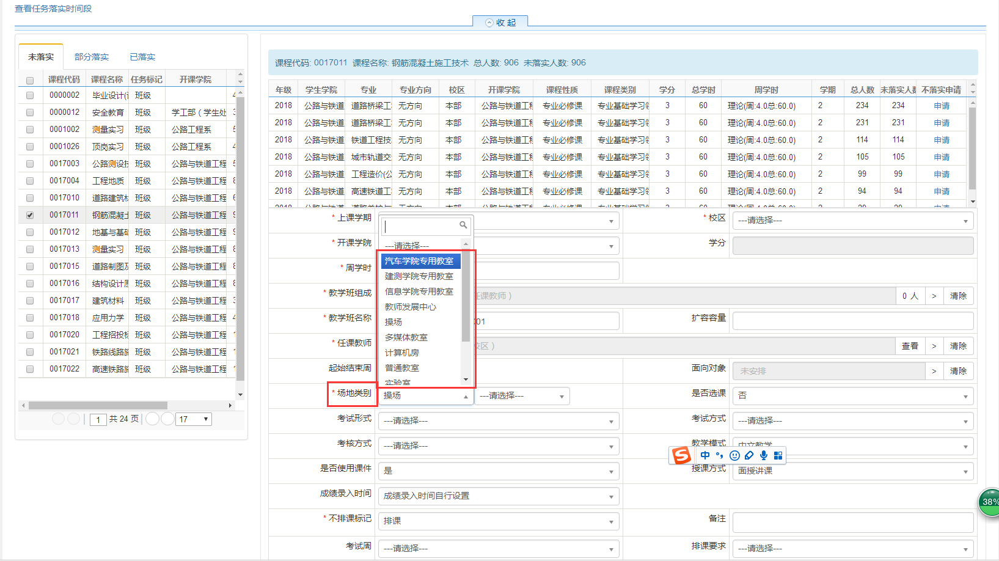 查看任务落实时间段
收 起
未落实 部分落实 已落实
课程代码 课程名称 任务标记 开课学院
0000002 毕业设计(i 班级 4
0000012 安全教育 班级 学工部（学生处 3
0001002 测量实习 班级 公路工程系 5
0001026 顶岗实习 班级 公路工程系 4
0017003 公路测设技 班级 公路与铁道工程 5
0017004 工程地质 班级 公路与铁道工程 8
0017010 道路建筑材 班级 公路与铁道工程 6
0017011 钢筋混凝土 班级 公路与铁道工程 9
0017012 地基与基础 班级 公路与铁道工程 9
0017013 测量实习 班级 公路与铁道工程 8
0017015 道路制图及 班级 公路与铁道工程 8
0017016 结构设计原 班级 公路与铁道工程 8
0017017 建筑材料 班级 公路与铁道工程 3
0017018 应用力学 班级 公路与铁道工程 4
0017020 工程招投标 班级 公路与铁道工程 1
0017021 铁路线路施 班级 公路与铁道工程 1
0017022 高速铁路施 班级 公路与铁道工程 1
1 共 24 页 17
课程代码: 0017011 课程名称: 钢筋混凝土施工技术 总人数: 906 未落实人数: 906
年级 学生学院 专业 专业方向 校区 开课学院 课程性质 课程类别 学分 总学时 周学时 学期 总人数 未落实人数 不落实申请
2018 公路与铁道 道路桥梁工 无方向 本部 公路与铁道工程 专业必修课 专业基础学习领 3 60 理论(周:4.0总:60.0) 2 234 234 申请
2018 公路与铁道 道路桥梁工 无方向 本部 公路与铁道工程 专业必修课 专业基础学习领 3 60 理论(周:4.0总:60.0) 2 231 231 申请
2018 公路与铁道 铁道工程技 无方向 本部 公路与铁道工程 专业必修课 专业基础学习领 3 60 理论(周:4.0总:60.0) 2 114 114 申请
2018 公路与铁道 城市轨道交 无方向 本部 公路与铁道工程 专业必修课 专业基础学习领 3 60 理论(周:4.0总:60.0) 2 105 105 申请
2018 公路与铁道 工程造价(公 无方向 本部 公路与铁道工程 专业必修课 专业基础学习领 3 60 理论(周:4.0总:60.0) 2 99 99 申请
2018 公路与铁道 高速铁道工 无方向 本部 公路与铁道工程 专业必修课 专业基础学习领 3 60 理论(周:4.0总:60.0) 2 94 94 申请
* 上课学期 * 校区 ---请选择---
---请选择---
* 开课学院 学分
汽车学院专用教室
* 周学时
建测学院专用教室
信息学院专用教室
* 教学班组成 任课教师） 0 人 > 清除
教师发展中心
* 教学班名称 01 扩容容量
操场
多媒体教室
* 任课教师 校区） 查看 > 清除
计算机房
普通教室
起始结束周 面向对象 未安排 > 清除
实验室
* 场地类别 操场 ---请选择--- 是否选课 否
考试形式 ---请选择--- 考试方式 ---请选择---
考核方式 ---请选择--- 教学模式 中文教学
中
是否使用课件 是 授课方式 面授讲课
成绩录入时间 成绩录入时间自行设置
38%
* 不排课标记 排课 备注
考试周 ---请选择--- 排课要求 ---请选择---